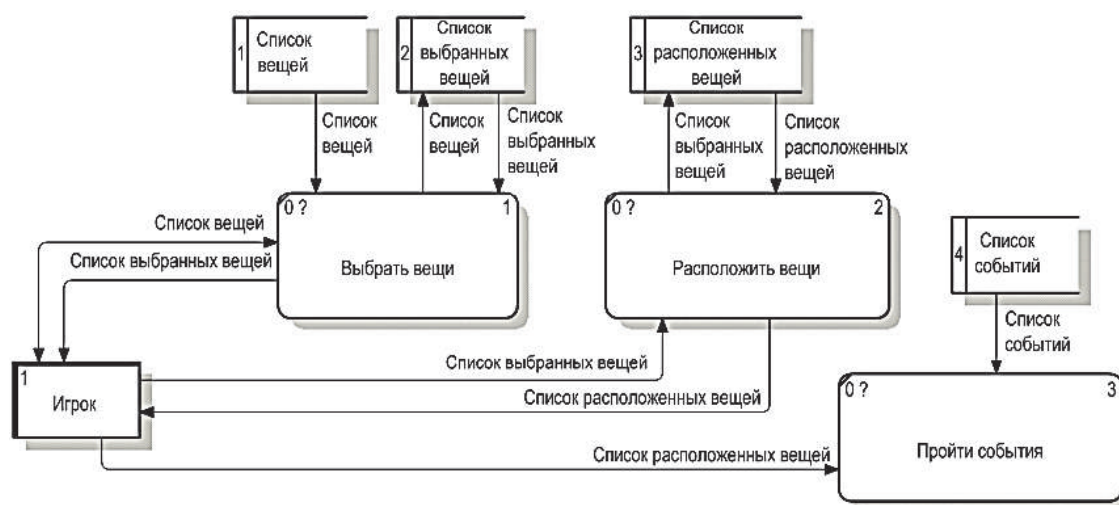 1
Список
вещей
2
Список
выбранных
вещей
3
Список
расположенных
вещей
Список
вещей
Список
вещей
Список
выбранных
вещей
Список
выбранных
вещей
Список
расположенных
вещей
0 ?
1
Выбрать вещи
0 ?
2
Расположить вещи
4
Список
событий
Список вещей
Список выбранных вещей
Список
событий
1
Игрок
Список выбранных вещей
Список расположенных вещей
0 ?
3
Пройти события
Список расположенных вещей